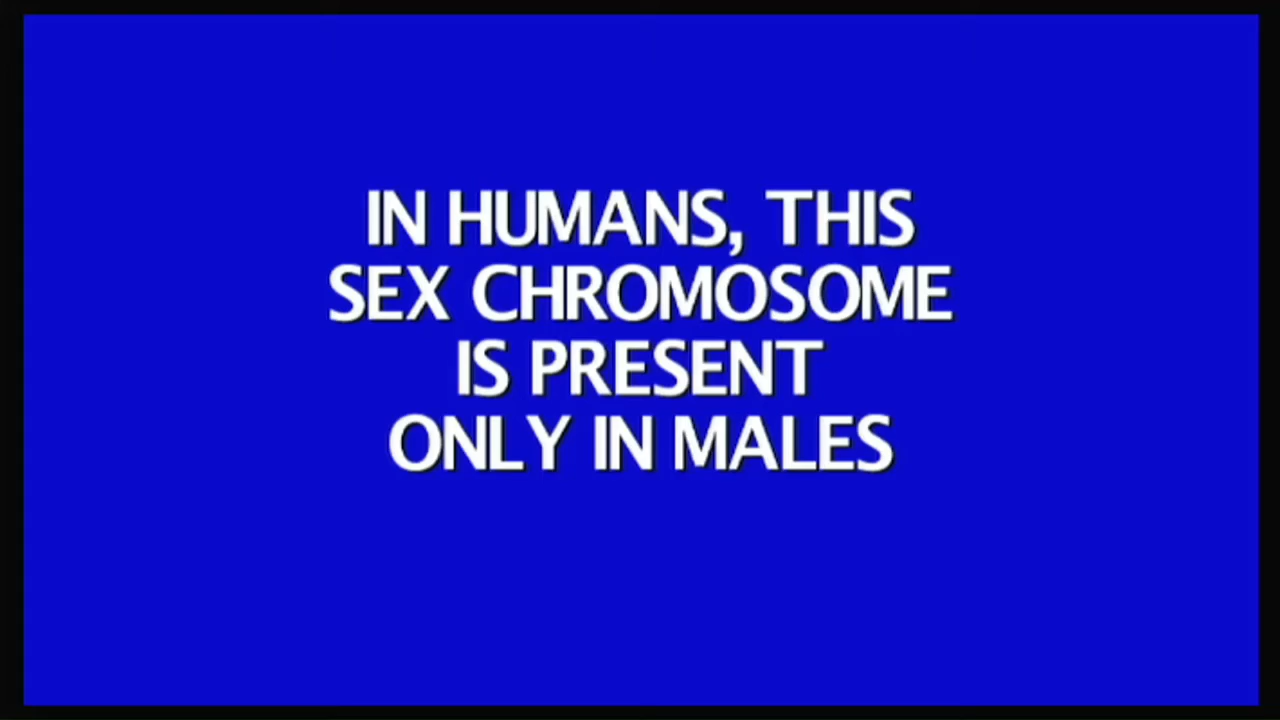 IN HUMANS, THIS
SEX CHROMOSOME
IS PRESENT
ONLY IN MALES